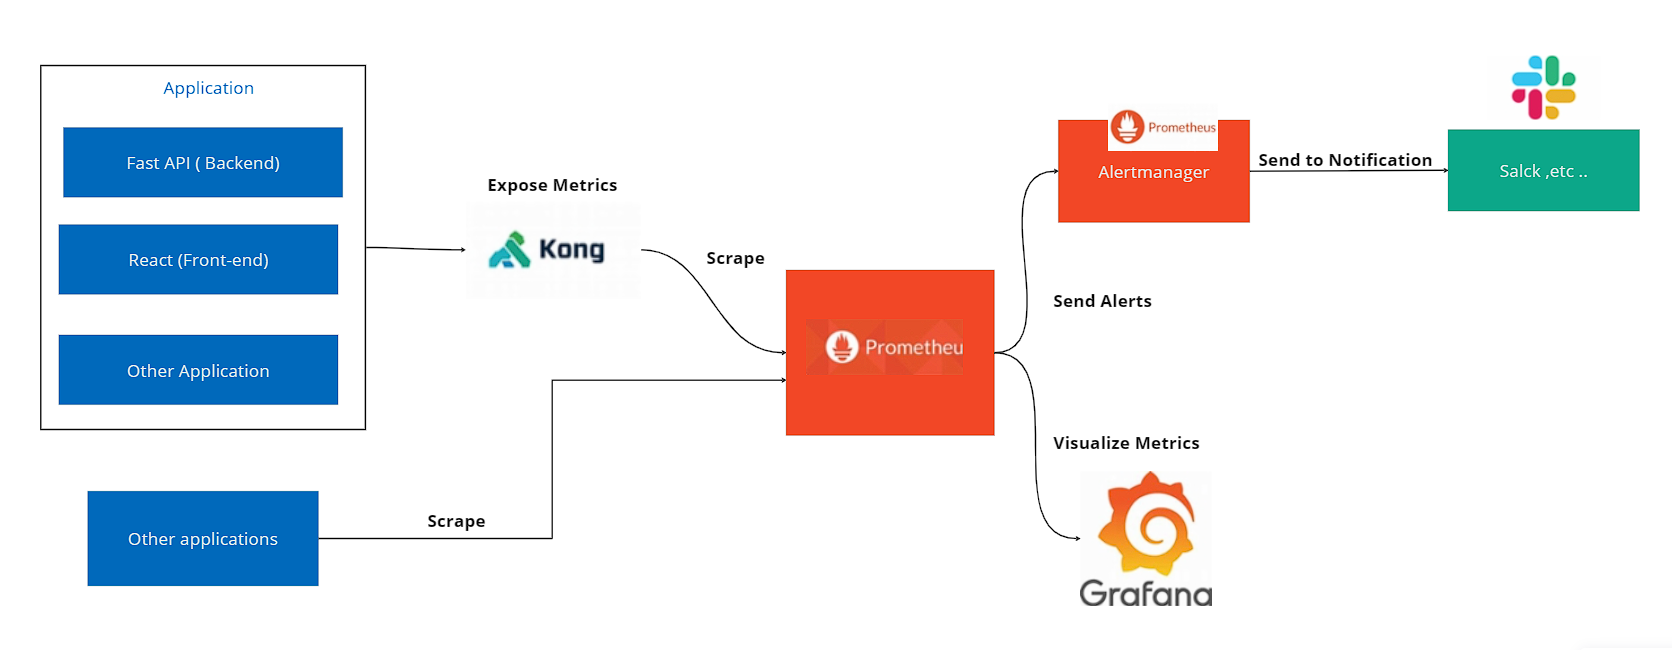 Application
Fast API ( Backend)
React (Front-end)
Other Application
Other applications
Expose Metrics
Kong
Scrape
Scrape
Prometheu
Prometheus
Alertmanager
Send Alerts
Send to Notification
Salck ,etc ..
Visualize Metrics
Grafana